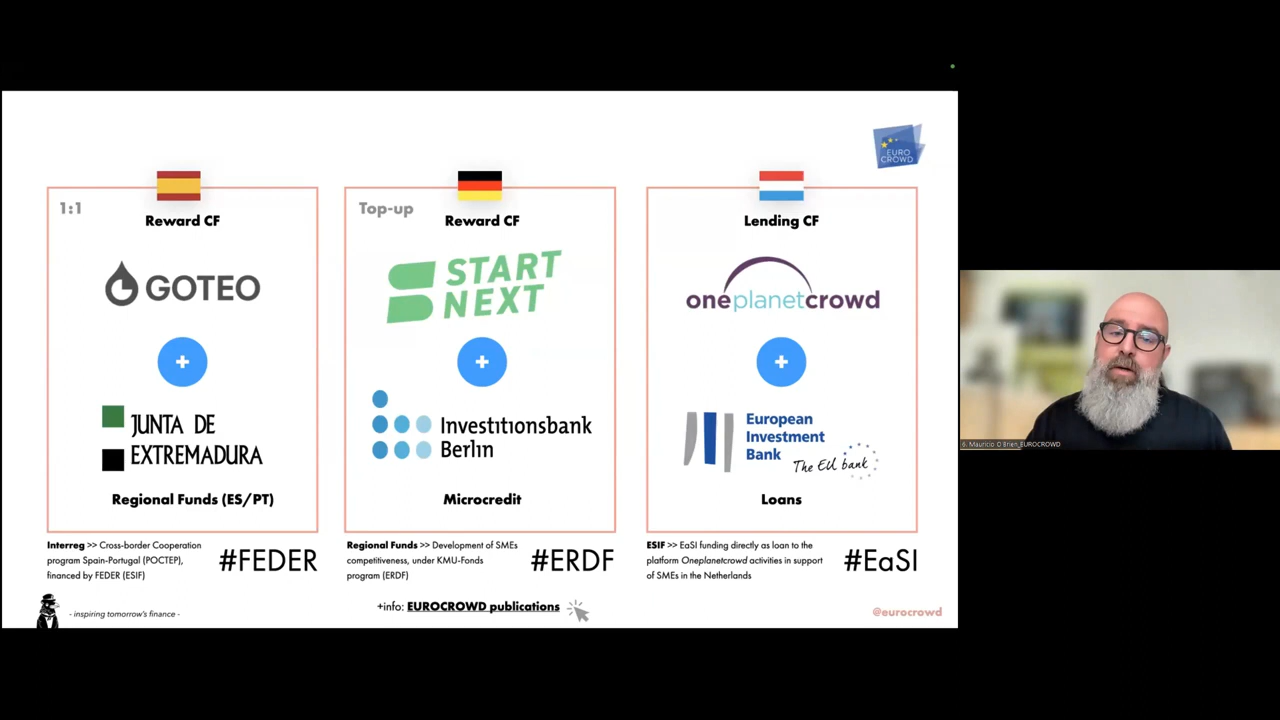 EURO
CROWD
1:1
Reward CF
GOTEO
JUNTA DE
EXTREMADURA
Regional Funds (ES/PT)
Interreg >> Cross-border Cooperation
program Spain-Portugal (POCTEP),
financed by FEDER (ESIF)
#FEDER
Top-up
Reward CF
START
NEXT
Investitionsbank
Berlin
Microcredit
Regional Funds >> Development of SMEs
competitiveness, under KMU-Fonds
program (ERDF)
#ERDF
Lending CF
oneplanetcrowd
European
Investment
Bank
The EU bank
Loans
ESIF >> EaSI funding directly as loan to the
platform Oneplanetcrowd activities in support
of SMEs in the Netherlands
#EaSI
- inspiring tomorrow's finance -
+info: EUROCROWD publications
@eurocrowd
6. Mauricio O'Brien_EUROCROWD